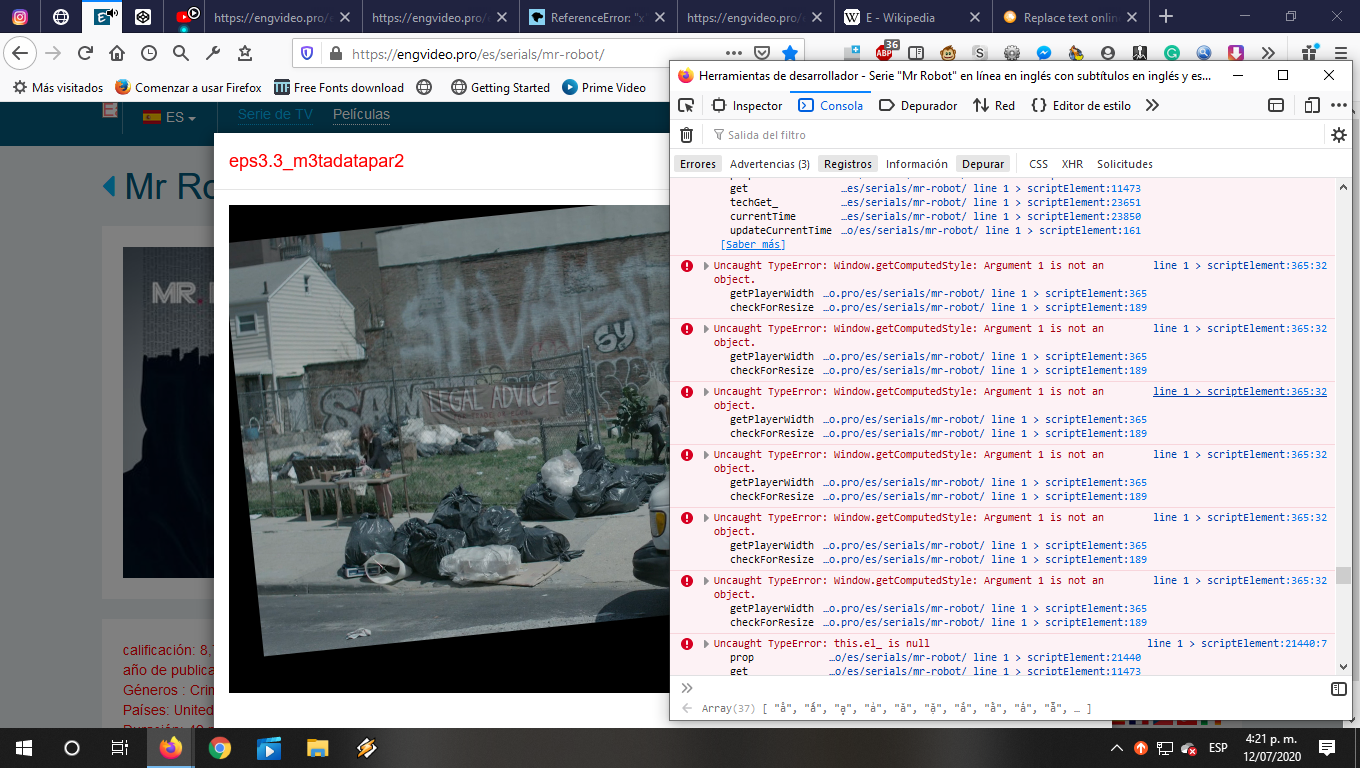 https://engvideo.pro/e
https://engvideo.pro/e
ReferenceError: "x
https://engvideo.pro/e
E - Wikipedia
Replace text onlin
https://engvideo.pro/es/serials/mr-robot/
36
ABP
Más visitados
Comenzar a usar Firefox
Free Fonts download
Getting Started
Prime Video
ES
Serie de TV
Películas
Mr Ro
eps3.3_m3tadatapar2
MR.
SAM
LEGAL ADVICE
SY
calificación: 8,
año de publica
Géneros : Crim
Países: United
Herramientas de desarrollador - Serie "Mr Robot" en línea en inglés con subtítulos en inglés y es...
Inspector
Consola
Depurador
Red
Editor de estilo
Salida del filtro
Errores
Advertencias (3)
Registros
Información
Depurar
CSS
XHR
Solicitudes
get …es/serials/mr-robot/ line 1 > scriptElement:11473
techGet_ …es/serials/mr-robot/ line 1 > scriptElement:23651
currentTime …es/serials/mr-robot/ line 1 > scriptElement:23850
updateCurrentTime …o/es/serials/mr-robot/ line 1 > scriptElement:161
[Saber más]
Uncaught TypeError: Window.getComputedStyle: Argument 1 is not an line 1 > scriptElement:365:32
object.
getPlayerWidth …o.pro/es/serials/mr-robot/ line 1 > scriptElement:365
checkForResize …o.pro/es/serials/mr-robot/ line 1 > scriptElement:189
Uncaught TypeError: Window.getComputedStyle: Argument 1 is not an line 1 > scriptElement:365:32
object.
getPlayerWidth …o.pro/es/serials/mr-robot/ line 1 > scriptElement:365
checkForResize …o.pro/es/serials/mr-robot/ line 1 > scriptElement:189
Uncaught TypeError: Window.getComputedStyle: Argument 1 is not an line 1 > scriptElement:365:32
object.
getPlayerWidth …o.pro/es/serials/mr-robot/ line 1 > scriptElement:365
checkForResize …o.pro/es/serials/mr-robot/ line 1 > scriptElement:189
Uncaught TypeError: Window.getComputedStyle: Argument 1 is not an line 1 > scriptElement:365:32
object.
getPlayerWidth …o.pro/es/serials/mr-robot/ line 1 > scriptElement:365
checkForResize …o.pro/es/serials/mr-robot/ line 1 > scriptElement:189
Uncaught TypeError: Window.getComputedStyle: Argument 1 is not an line 1 > scriptElement:365:32
object.
getPlayerWidth …o.pro/es/serials/mr-robot/ line 1 > scriptElement:365
checkForResize …o.pro/es/serials/mr-robot/ line 1 > scriptElement:189
Uncaught TypeError: Window.getComputedStyle: Argument 1 is not an line 1 > scriptElement:365:32
object.
getPlayerWidth …o.pro/es/serials/mr-robot/ line 1 > scriptElement:365
checkForResize …o.pro/es/serials/mr-robot/ line 1 > scriptElement:189
Uncaught TypeError: this.el_ is null line 1 > scriptElement:21440:7
prop …o/es/serials/mr-robot/ line 1 > scriptElement:21440
get …es/serials/mr-robot/ line 1 > scriptElement:11473
Array(37)
ESP
4:21 p. m.
12/07/2020